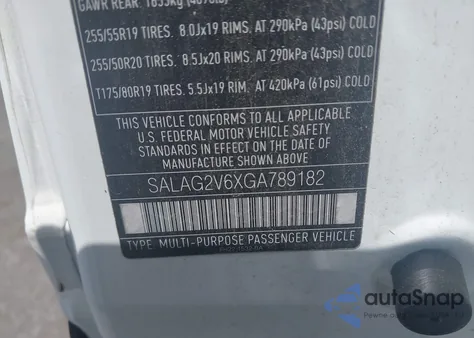 GAWR REAR: 1855kg
255/55R19 TIRES. 8.0Jx19 RIMS. AT 290kPa (43psi) COLD
255/50R20 TIRES. 8.5Jx20 RIMS. AT 290kPa (43psi) COLD
T175/80R19 TIRES. 5.5Jx19 RIM. AT 420kPa (61psi) COLD
THIS VEHICLE CONFORMS TO ALL APPLICABLE
U.S. FEDERAL MOTOR VEHICLE SAFETY
STANDARDS IN EFFECT ON THE DATE OF
MANUFACTURE SHOWN ABOVE.
SALAG2V6XGA789182
TYPE: MULTI-PURPOSE PASSENGER VEHICLE
autoSnap